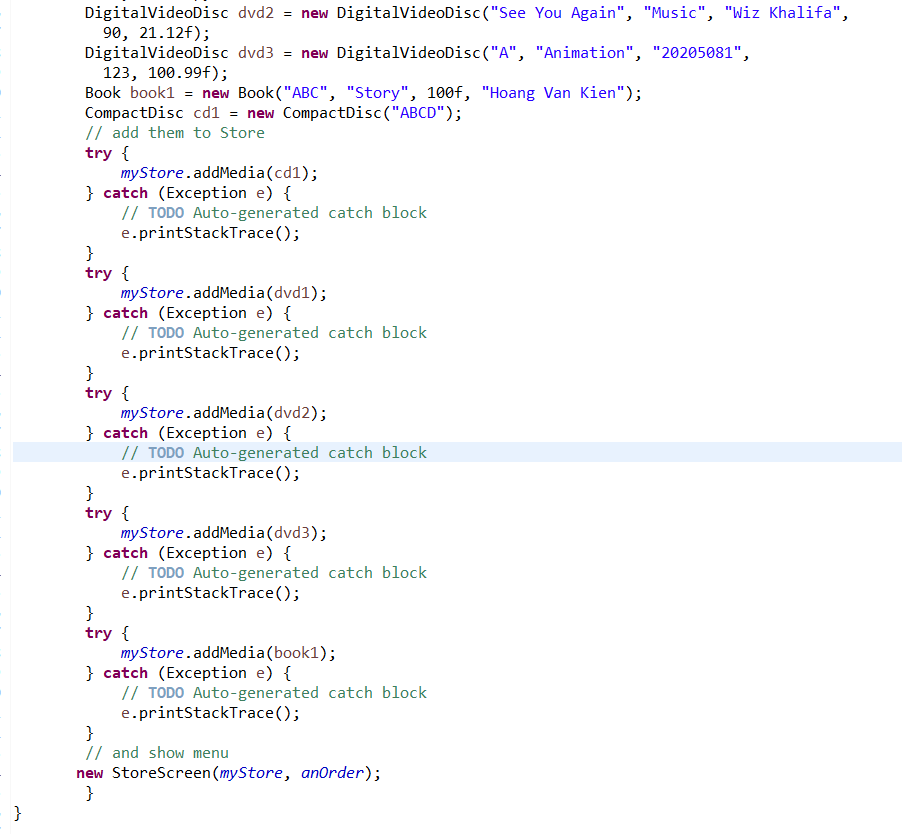 DigitalVideoDisc dvd2 = new DigitalVideoDisc("See You Again", "Music", "Wiz Khalifa",
90, 21.12f);
DigitalVideoDisc dvd3 = new DigitalVideoDisc("A", "Animation", "20205081",
123, 100.99f);
Book book1 = new Book("ABC", "Story", 100f, "Hoang Van Kien");
CompactDisc cd1 = new CompactDisc("ABCD");
// add them to Store
try {
myStore.addMedia(cd1);
} catch (Exception e) {
// TODO Auto-generated catch block
e.printStackTrace();
}
try {
myStore.addMedia(dvd1);
} catch (Exception e) {
// TODO Auto-generated catch block
e.printStackTrace();
}
try {
myStore.addMedia(dvd2);
} catch (Exception e) {
// TODO Auto-generated catch block
e.printStackTrace();
}
try {
myStore.addMedia(dvd3);
} catch (Exception e) {
// TODO Auto-generated catch block
e.printStackTrace();
}
try {
myStore.addMedia(book1);
} catch (Exception e) {
// TODO Auto-generated catch block
e.printStackTrace();
}
// and show menu
new StoreScreen(myStore, anOrder);
}
}